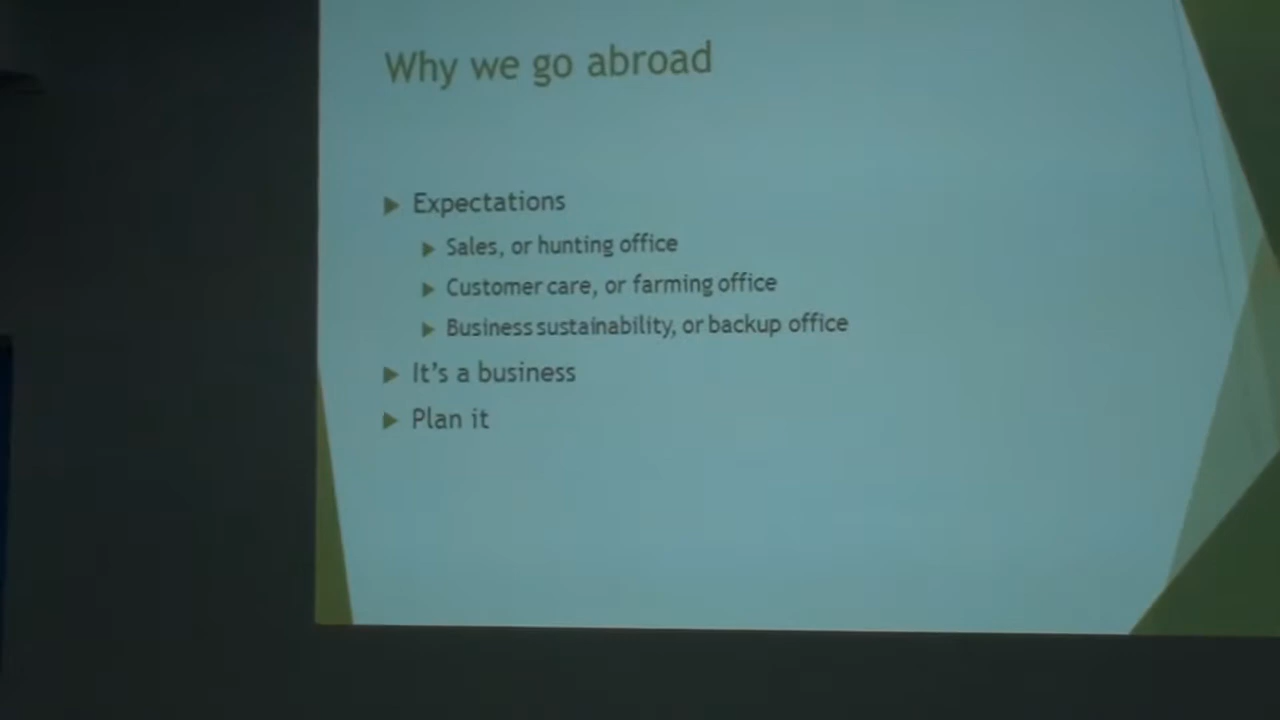 Why we go abroad
Expectations
Sales, or hunting office
Customer care, or farming office
Business sustainability, or backup office
It's a business
Plan it